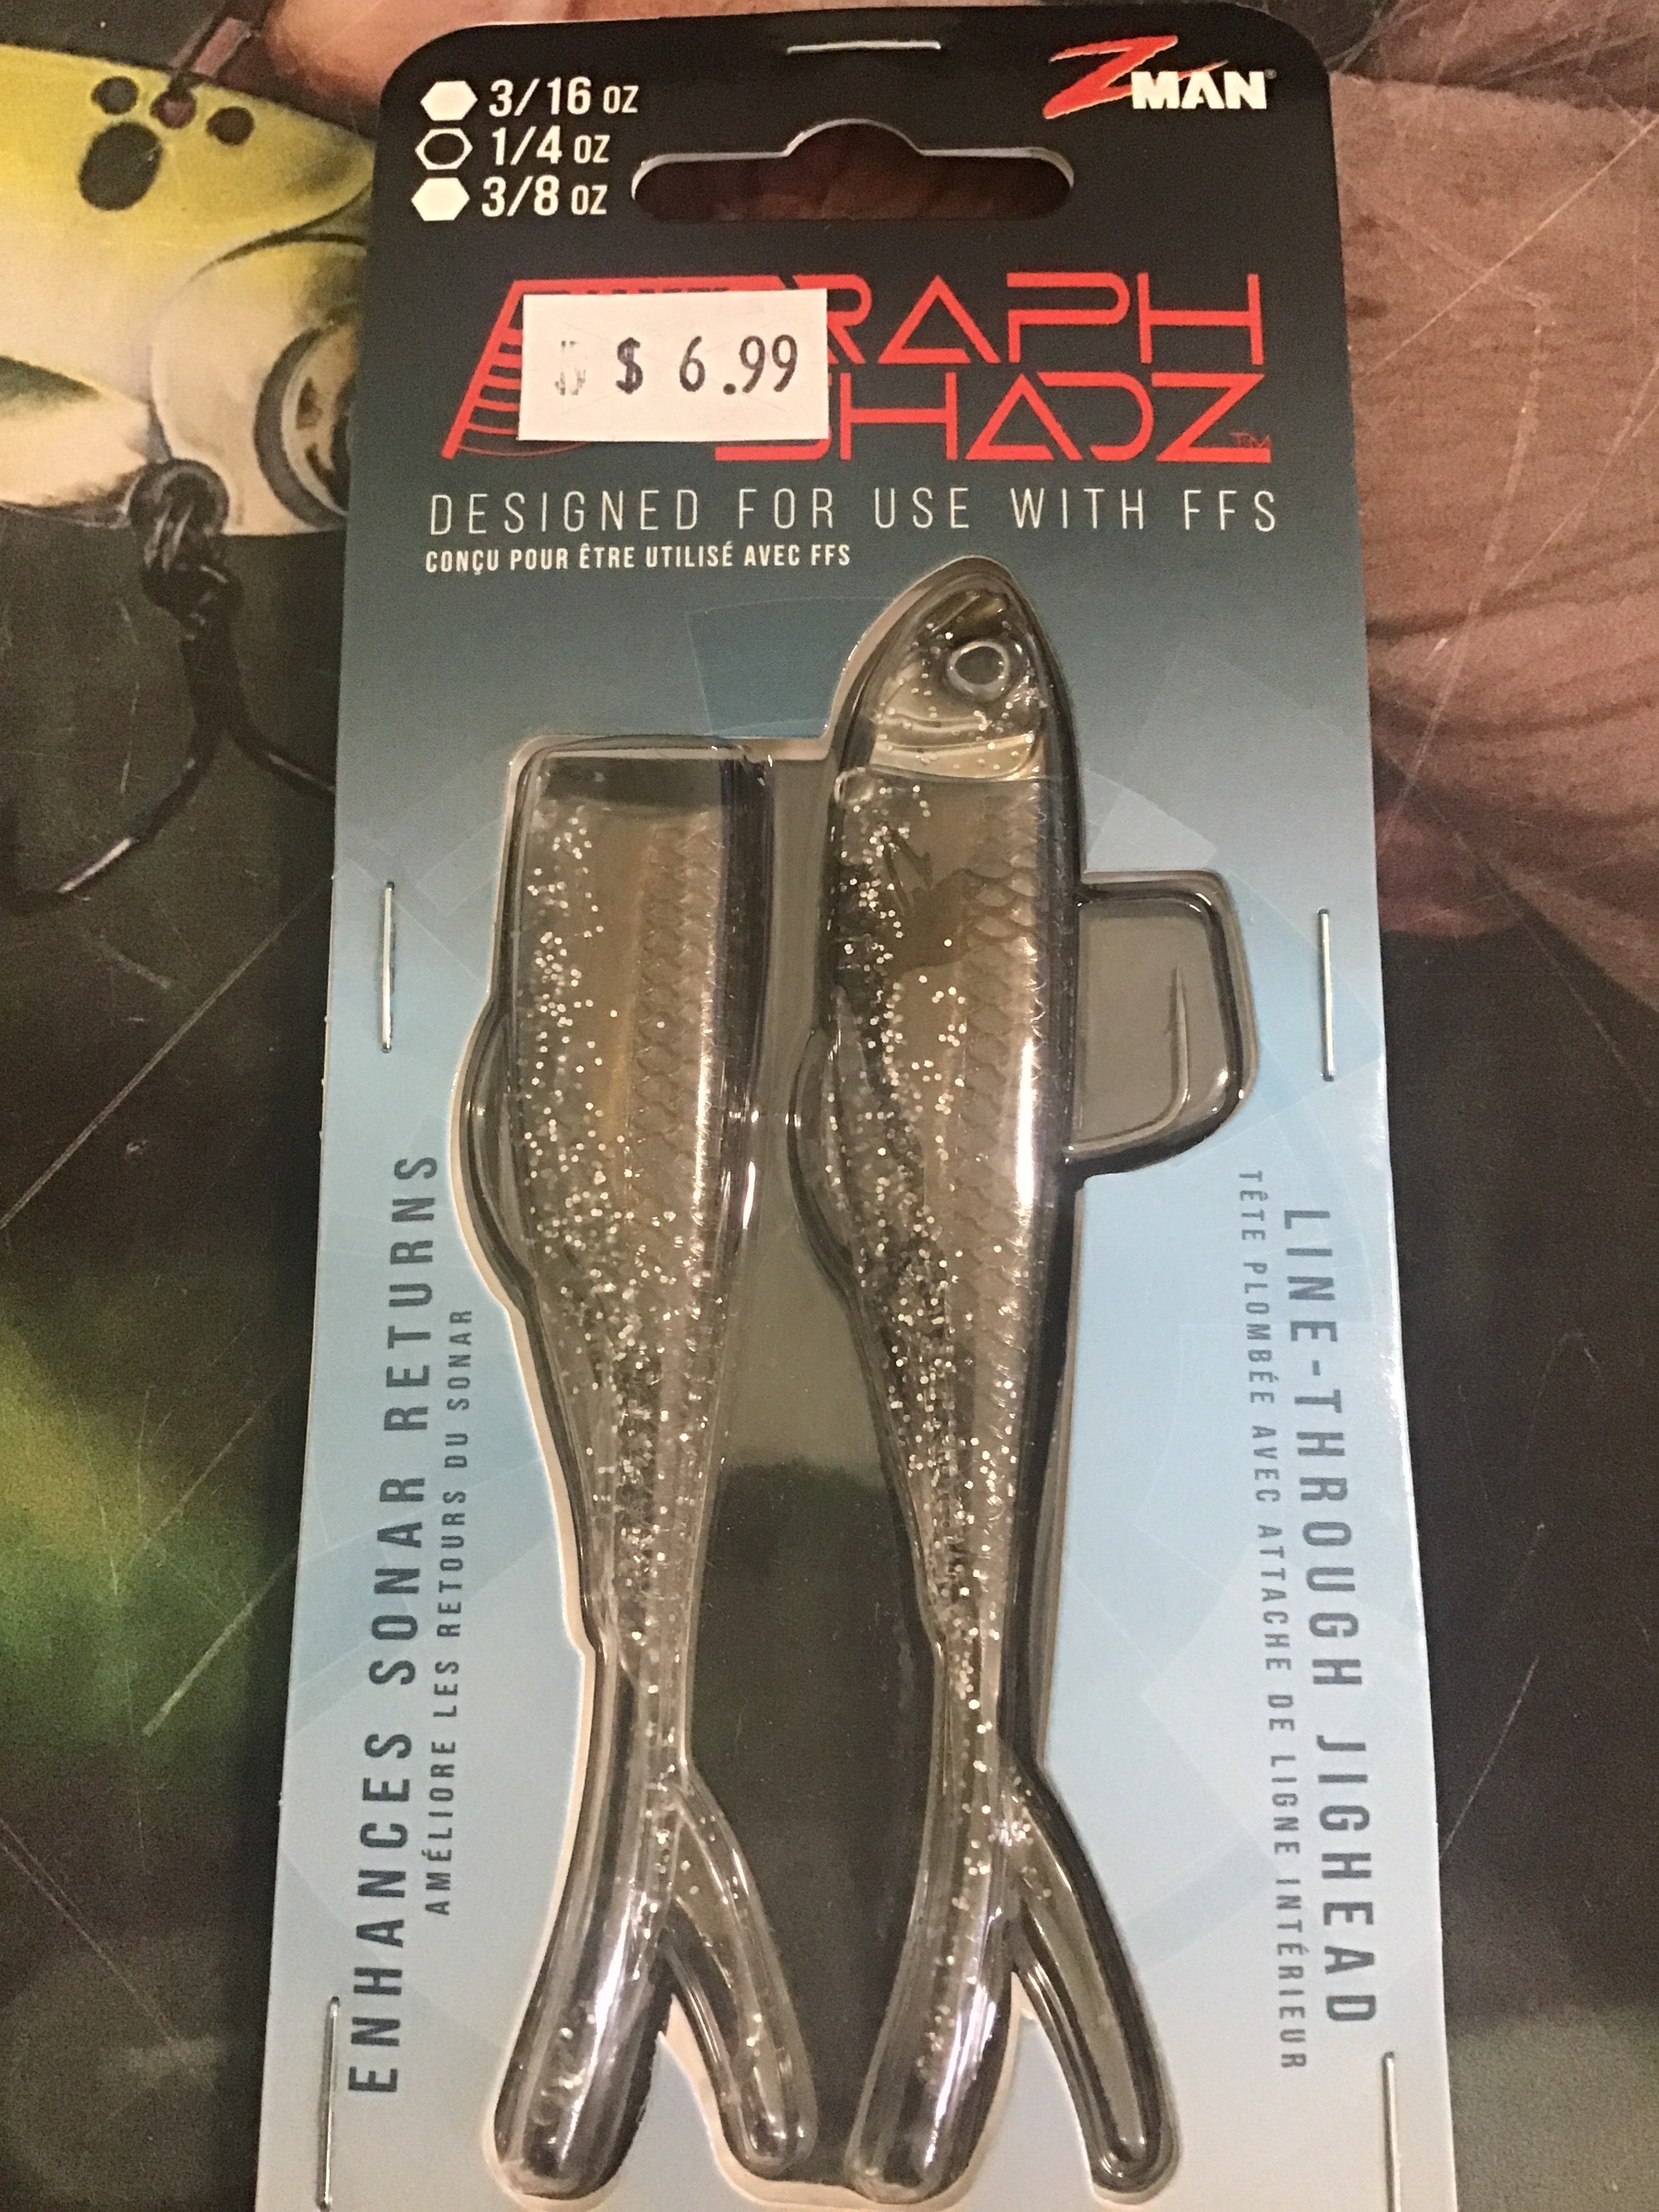 3/16 OZ
1/4 OZ
3/8 OZ
ZMAN®
RAPH
SHADZ™
$ 6.99
DESIGNED FOR USE WITH FFS
CONÇU POUR ÊTRE UTILISÉ AVEC FFS
ENHANCES SONAR RETURNS
AMÉLIORE LES RETOURS DU SONAR
LINE-THROUGH JIGHEAD
TÊTE PLOMBÉE AVEC ATTACHE DE LIGNE INTÉRIEUR